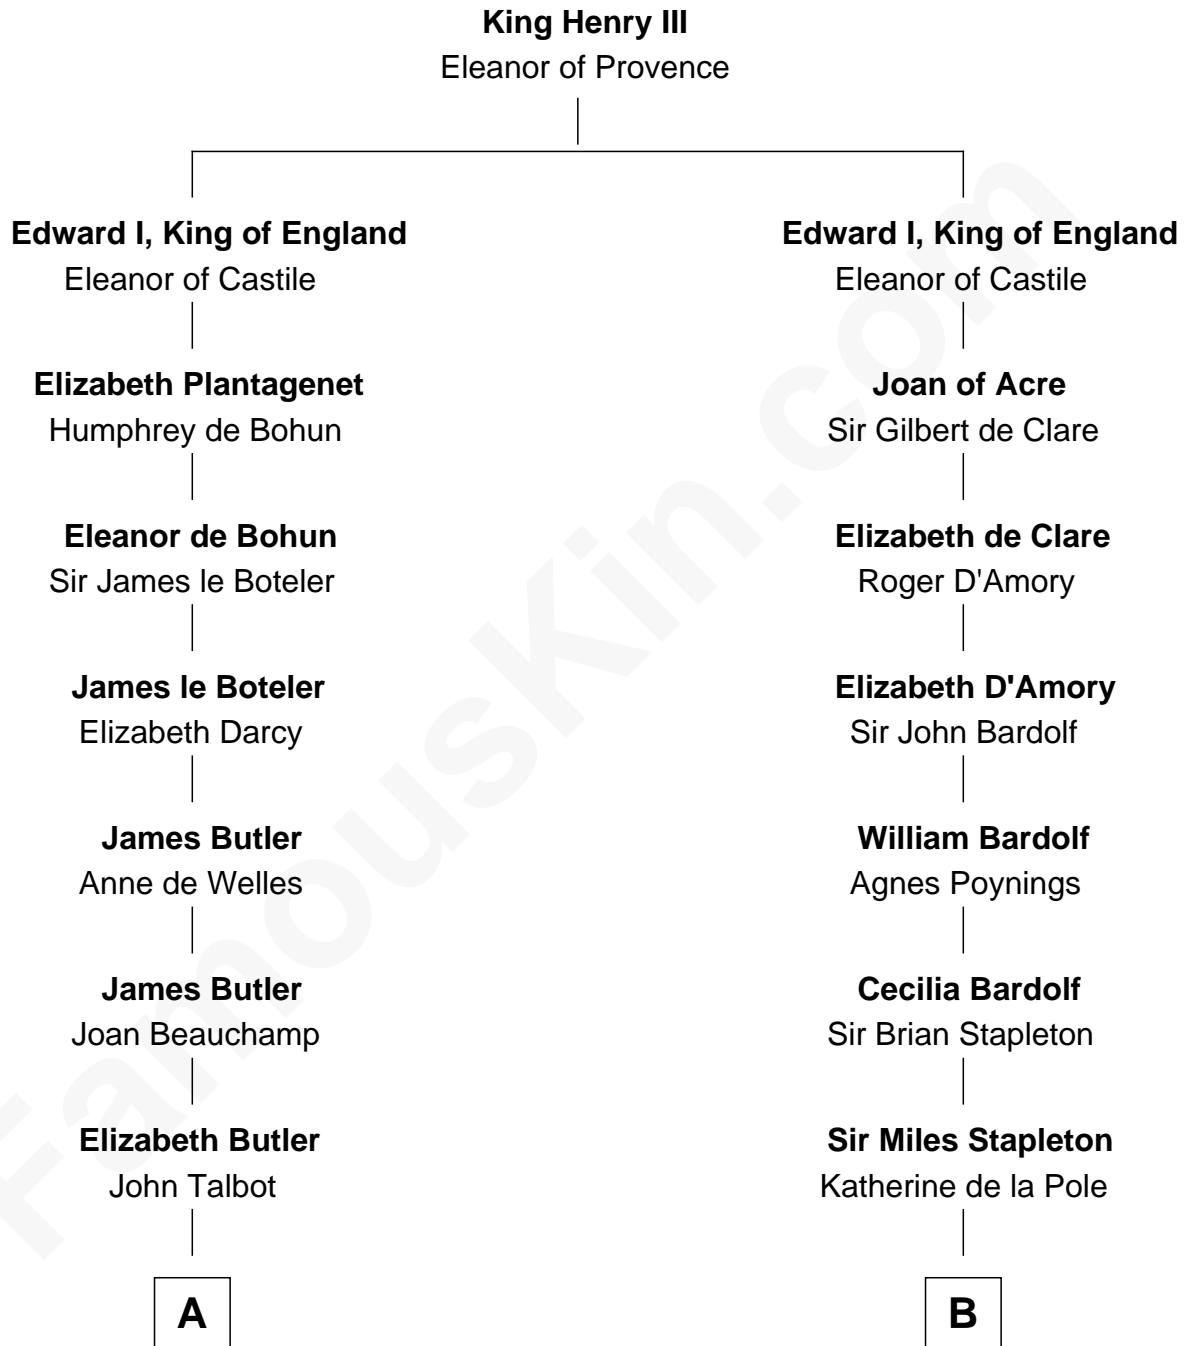 King Henry III
Eleanor of Provence
Edward I, King of England
Eleanor of Castile
Edward I, King of England
Eleanor of Castile
Elizabeth Plantagenet
Humphrey de Bohun
Joan of Acre
Sir Gilbert de Clare
Eleanor de Bohun
Sir James le Boteler
Elizabeth de Clare
Roger D'Amory
James le Boteler
Elizabeth Darcy
Elizabeth D'Amory
Sir John Bardolf
James Butler
Anne de Welles
William Bardolf
Agnes Poynings
James Butler
Joan Beauchamp
Cecilia Bardolf
Sir Brian Stapleton
Elizabeth Butler
John Talbot
Sir Miles Stapleton
Katherine de la Pole
A
B
FamousKin.com